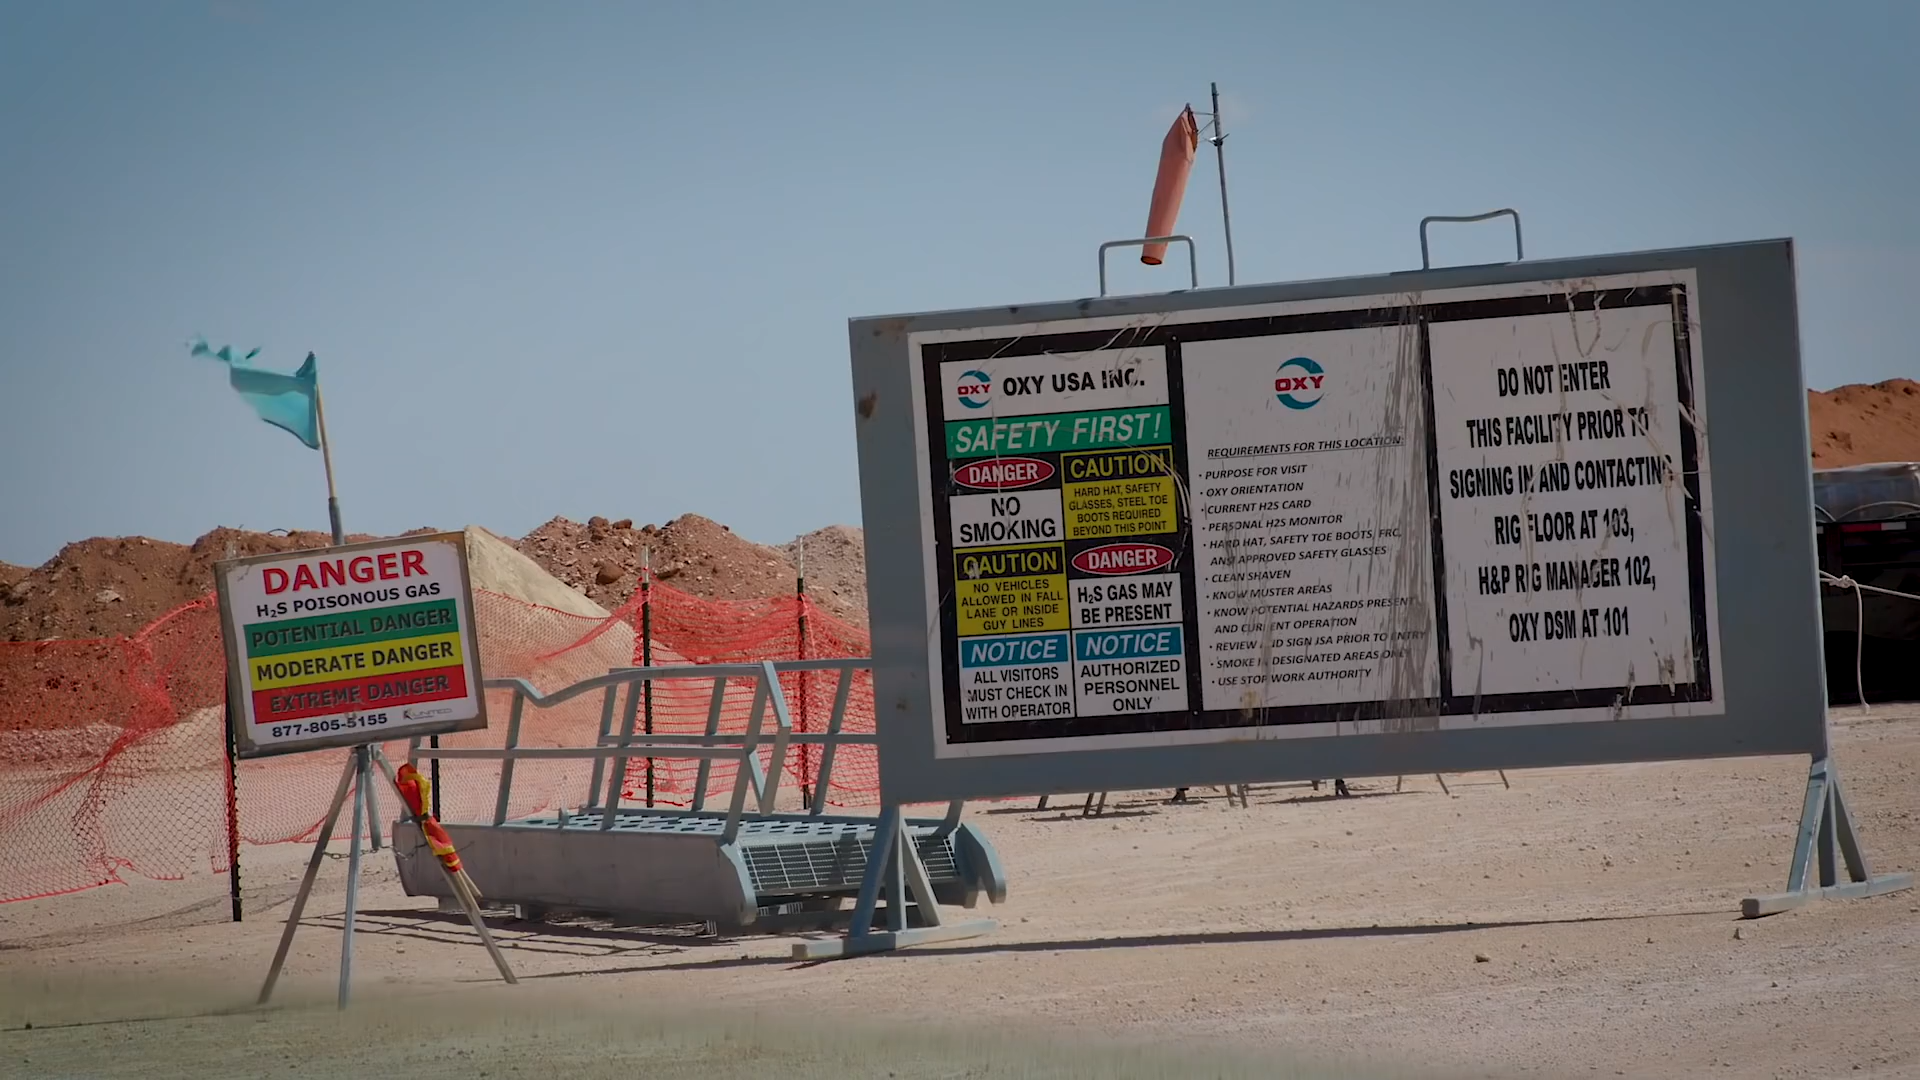 DANGER
H₂S POISONOUS GAS
POTENTIAL DANGER
MODERATE DANGER
EXTREME DANGER
877-805-5155 UNITED
OXY OXY USA INC.
SAFETY FIRST!
DANGER
NO
SMOKING
CAUTION
HARD HAT, SAFETY
GLASSES, STEEL TOE
BOOTS REQUIRED
BEYOND THIS POINT
CAUTION
NO VEHICLES
ALLOWED IN FALL
LANE OR INSIDE
GUY LINES
DANGER
H₂S GAS MAY
BE PRESENT
NOTICE
ALL VISITORS
MUST CHECK IN
WITH OPERATOR
NOTICE
AUTHORIZED
PERSONNEL
ONLY
OXY
REQUIREMENTS FOR THIS LOCATION:
• PURPOSE FOR VISIT
• OXY ORIENTATION
• CURRENT H2S CARD
• PERSONAL H2S MONITOR
• HARD HAT, SAFETY TOE BOOTS, FRC,
AND APPROVED SAFETY GLASSES
• CLEAN SHAVEN
• KNOW MUSTER AREAS
• KNOW POTENTIAL HAZARDS PRESENT
AND CURRENT OPERATION
• REVIEW AND SIGN JSA PRIOR TO ENTRY
• SMOKE IN DESIGNATED AREAS ONLY
• USE STOP WORK AUTHORITY
DO NOT ENTER
THIS FACILITY PRIOR TO
SIGNING IN AND CONTACTING
RIG FLOOR AT 103,
H&P RIG MANAGER 102,
OXY DSM AT 101